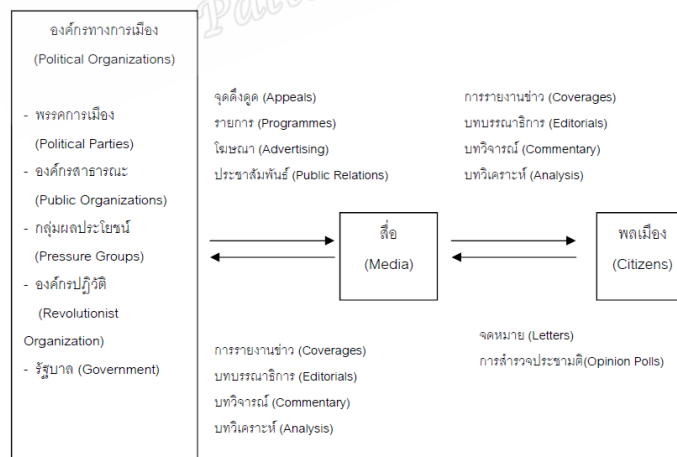 องค์กรทางการเมือง
(Political Organizations)
- พรรคการเมือง
(Political Parties)
- องค์กรสาธารณะ
(Public Organizations)
- กลุ่มผลประโยชน์
(Pressure Groups)
- องค์กรปฏิวัติ
(Revolutionist
Organization)
- รัฐบาล (Government)
จุดดึงดูด (Appeals)
รายการ (Programmes)
โฆษณา (Advertising)
ประชาสัมพันธ์ (Public Relations)
การรายงานข่าว (Coverages)
บทบรรณาธิการ (Editorials)
บทวิจารณ์ (Commentary)
บทวิเคราะห์ (Analysis)
สื่อ
(Media)
พลเมือง
(Citizens)
การรายงานข่าว (Coverages)
บทบรรณาธิการ (Editorials)
บทวิจารณ์ (Commentary)
บทวิเคราะห์ (Analysis)
จดหมาย (Letters)
การสำรวจประชามติ(Opinion Polls)